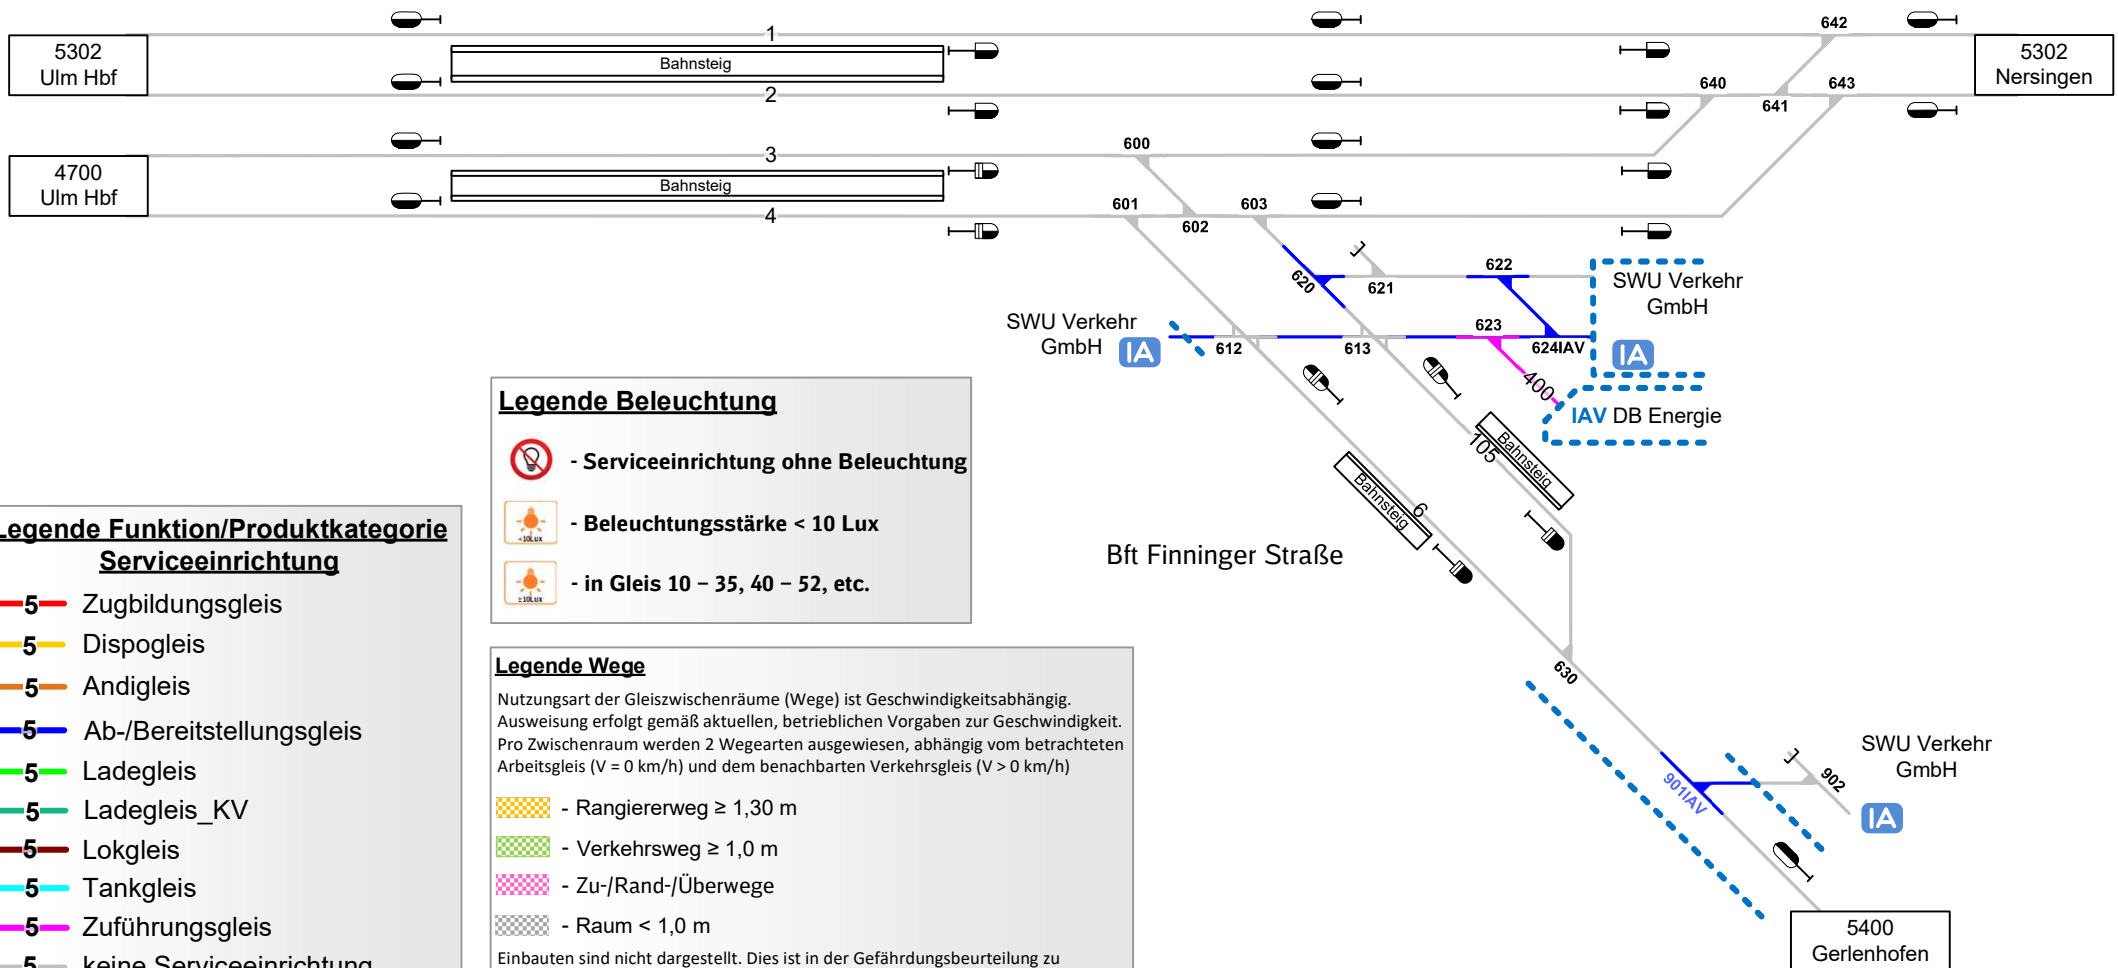 1
642
5302
Ulm Hbf
Bahnsteig
5302
Nersingen
2
640
641
643
3
600
4700
Ulm Hbf
Bahnsteig
4
601
602
603
620
621
622
SWU Verkehr
GmbH
IA
SWU Verkehr
GmbH
IA
612
613
623
624IAV
400
IAV DB Energie
105
Bahnsteig
6
Bahnsteig
Bft Finninger Straße
630
901IAV
902
SWU Verkehr
GmbH
IA
5400
Gerlenhofen
Legende Beleuchtung
- Serviceeinrichtung ohne Beleuchtung
<10Lux
- Beleuchtungsstärke < 10 Lux
≥10Lux
- in Gleis 10 – 35, 40 – 52, etc.
Legende Funktion/Produktkategorie
Serviceeinrichtung
5 Zugbildungsgleis
5 Dispogleis
5 Andigleis
5 Ab-/Bereitstellungsgleis
5 Ladegleis
5 Ladegleis_KV
5 Lokgleis
5 Tankgleis
5 Zuführungsgleis
5 keine Serviceeinrichtung
Legende Wege
Nutzungsart der Gleiszwischenräume (Wege) ist Geschwindigkeitsabhängig.
Ausweisung erfolgt gemäß aktuellen, betrieblichen Vorgaben zur Geschwindigkeit.
Pro Zwischenraum werden 2 Wegearten ausgewiesen, abhängig vom betrachteten
Arbeitsgleis (V = 0 km/h) und dem benachbarten Verkehrsgleis (V > 0 km/h)
- Rangiererweg ≥ 1,30 m
- Verkehrsweg ≥ 1,0 m
- Zu-/Rand-/Überwege
- Raum < 1,0 m
Einbauten sind nicht dargestellt. Dies ist in der Gefährdungsbeurteilung zu